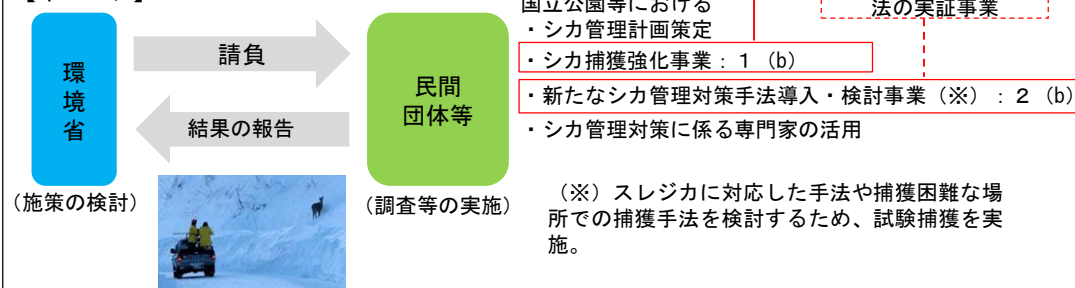 国立公園等における
法の実証事業
・シカ管理計画策定
・シカ捕獲強化事業：１（b）
・新たなシカ管理対策手法導入・検討事業（※）：２（b）
・シカ管理対策に係る専門家の活用
環境省
請負
結果の報告
民間
団体等
（施策の検討）
（調査等の実施）
（※）スレジカに対応した手法や捕獲困難な場
所での捕獲手法を検討するため、試験捕獲を実
施。